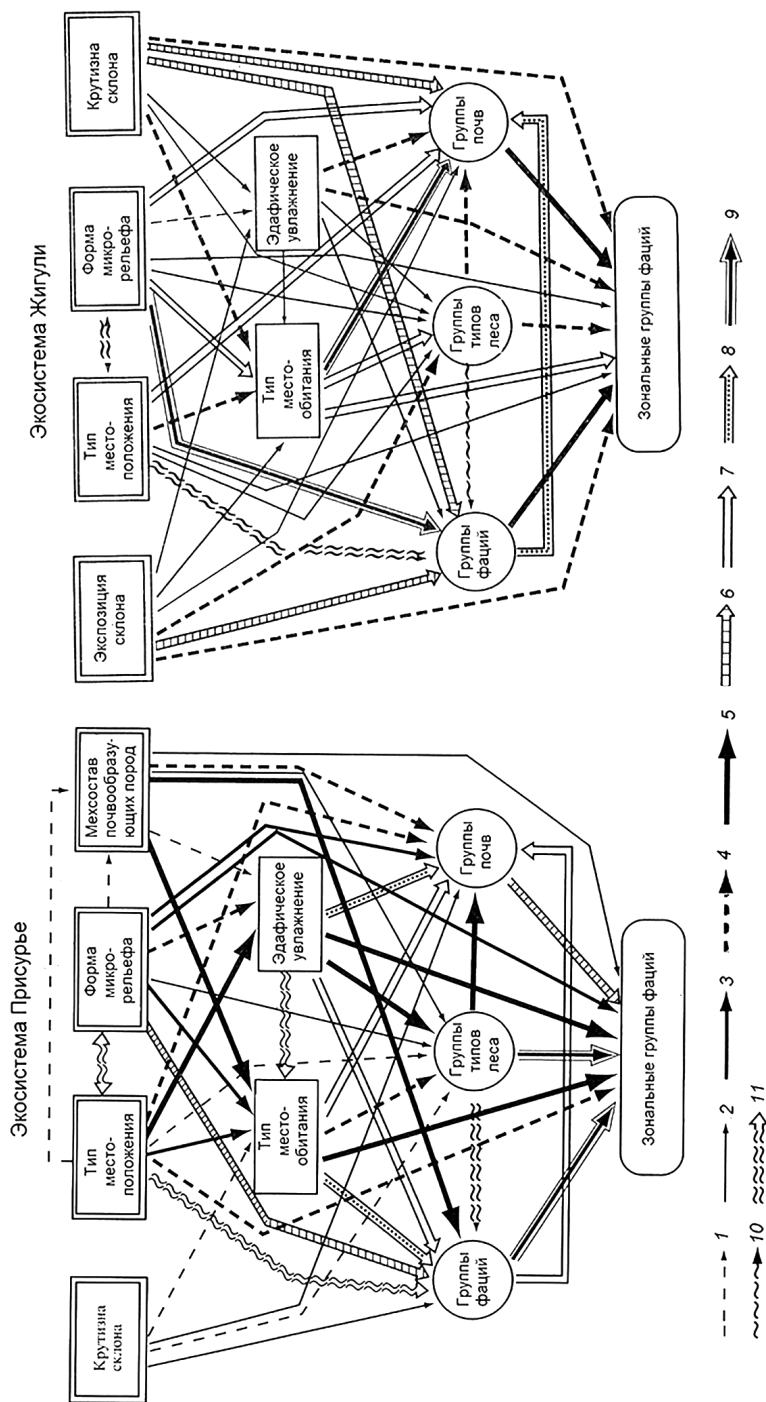 Экосистема Присурье
Крутизна
склона
Тип
место-
положения
Форма
микро-
рельефа
Мехсостав
почвообразу-
ющих пород
Тип
место-
обитания
Эдафическое
увлажнение
Группы
фаций
Группы
типов
леса
Группы
почв
Зональные группы фаций
Экосистема Жигули
Экспозиция
склона
Тип
место-
положения
Форма
микро-
рельефа
Крутизна
склона
Тип
место-
обитания
Эдафическое
увлажнение
Группы
фаций
Группы
типов
леса
Группы
почв
Зональные группы фаций
1 2 3 4 5 6 7 8 9
10 11